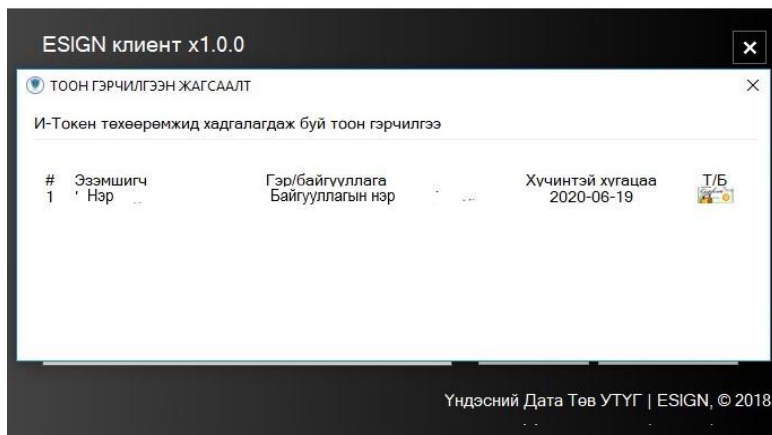 ESIGN клиент x1.0.0
ТООН ГЭРЧИЛГЭЭН ЖАГСААЛТ
И-Токен төхөөрөмжид хадгалагдаж буй тоон гэрчилгээ
# Эзэмшигч Гэр/байгууллага Хүчинтэй хугацаа Т/Б
1 Нэр Байгууллагын нэр 2020-06-19
Үндэсний Дата Төв УТҮГ | ESIGN, © 2018